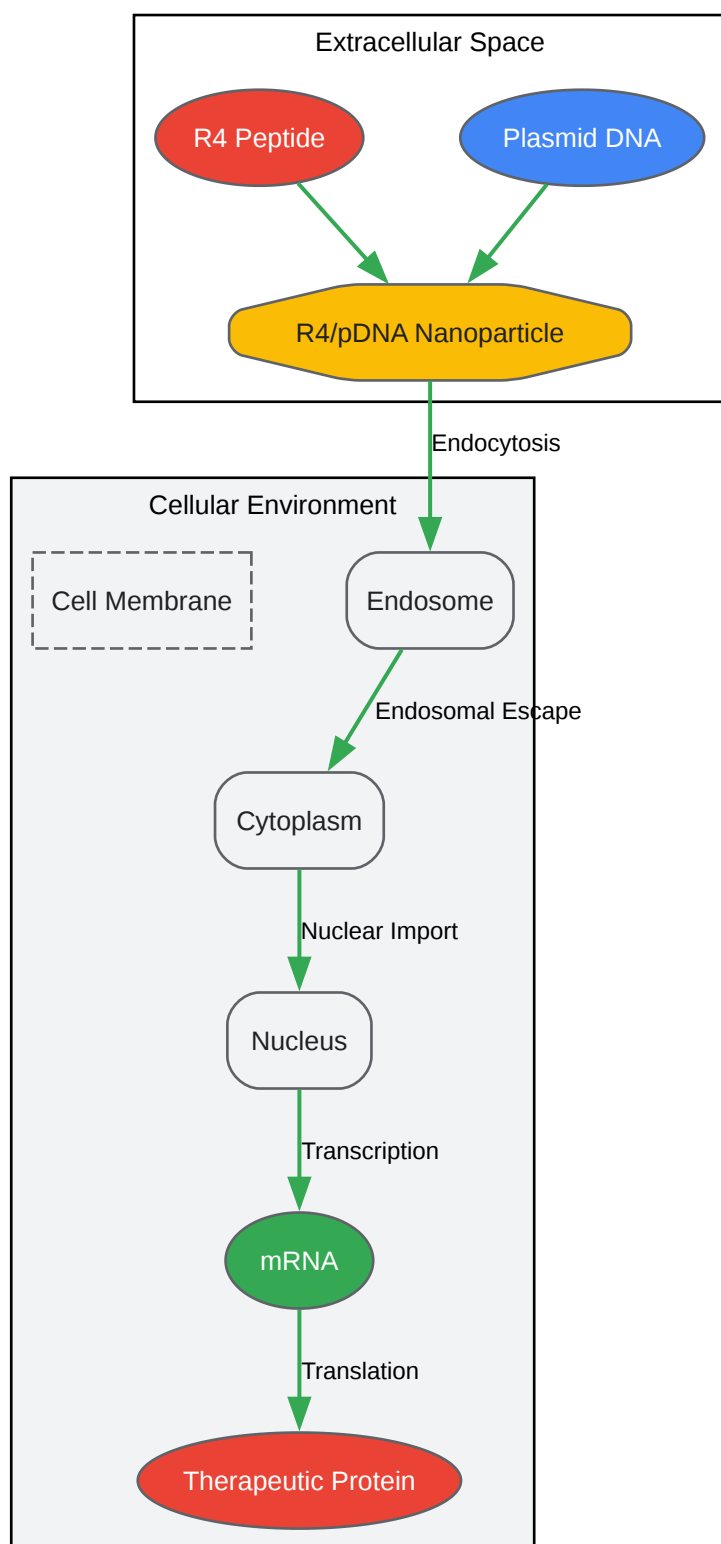 Extracellular Space
R4 Peptide
Plasmid DNA
R4/pDNA Nanoparticle
Endocytosis
Cellular Environment
Cell Membrane
Endosome
Endosomal Escape
Cytoplasm
Nuclear Import
Nucleus
Transcription
mRNA
Translation
Therapeutic Protein